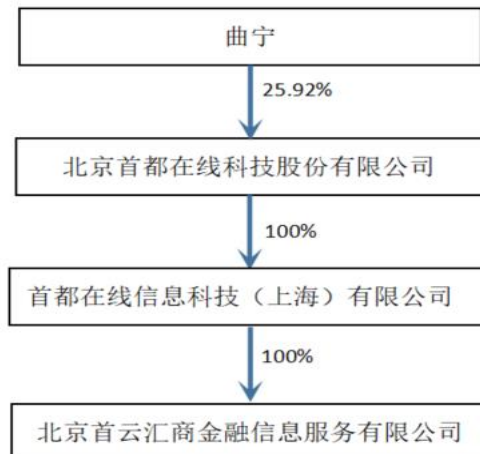 曲宁
25.92%
北京首都在线科技股份有限公司
100%
首都在线信息科技（上海）有限公司
100%
北京首云汇商金融信息服务有限公司